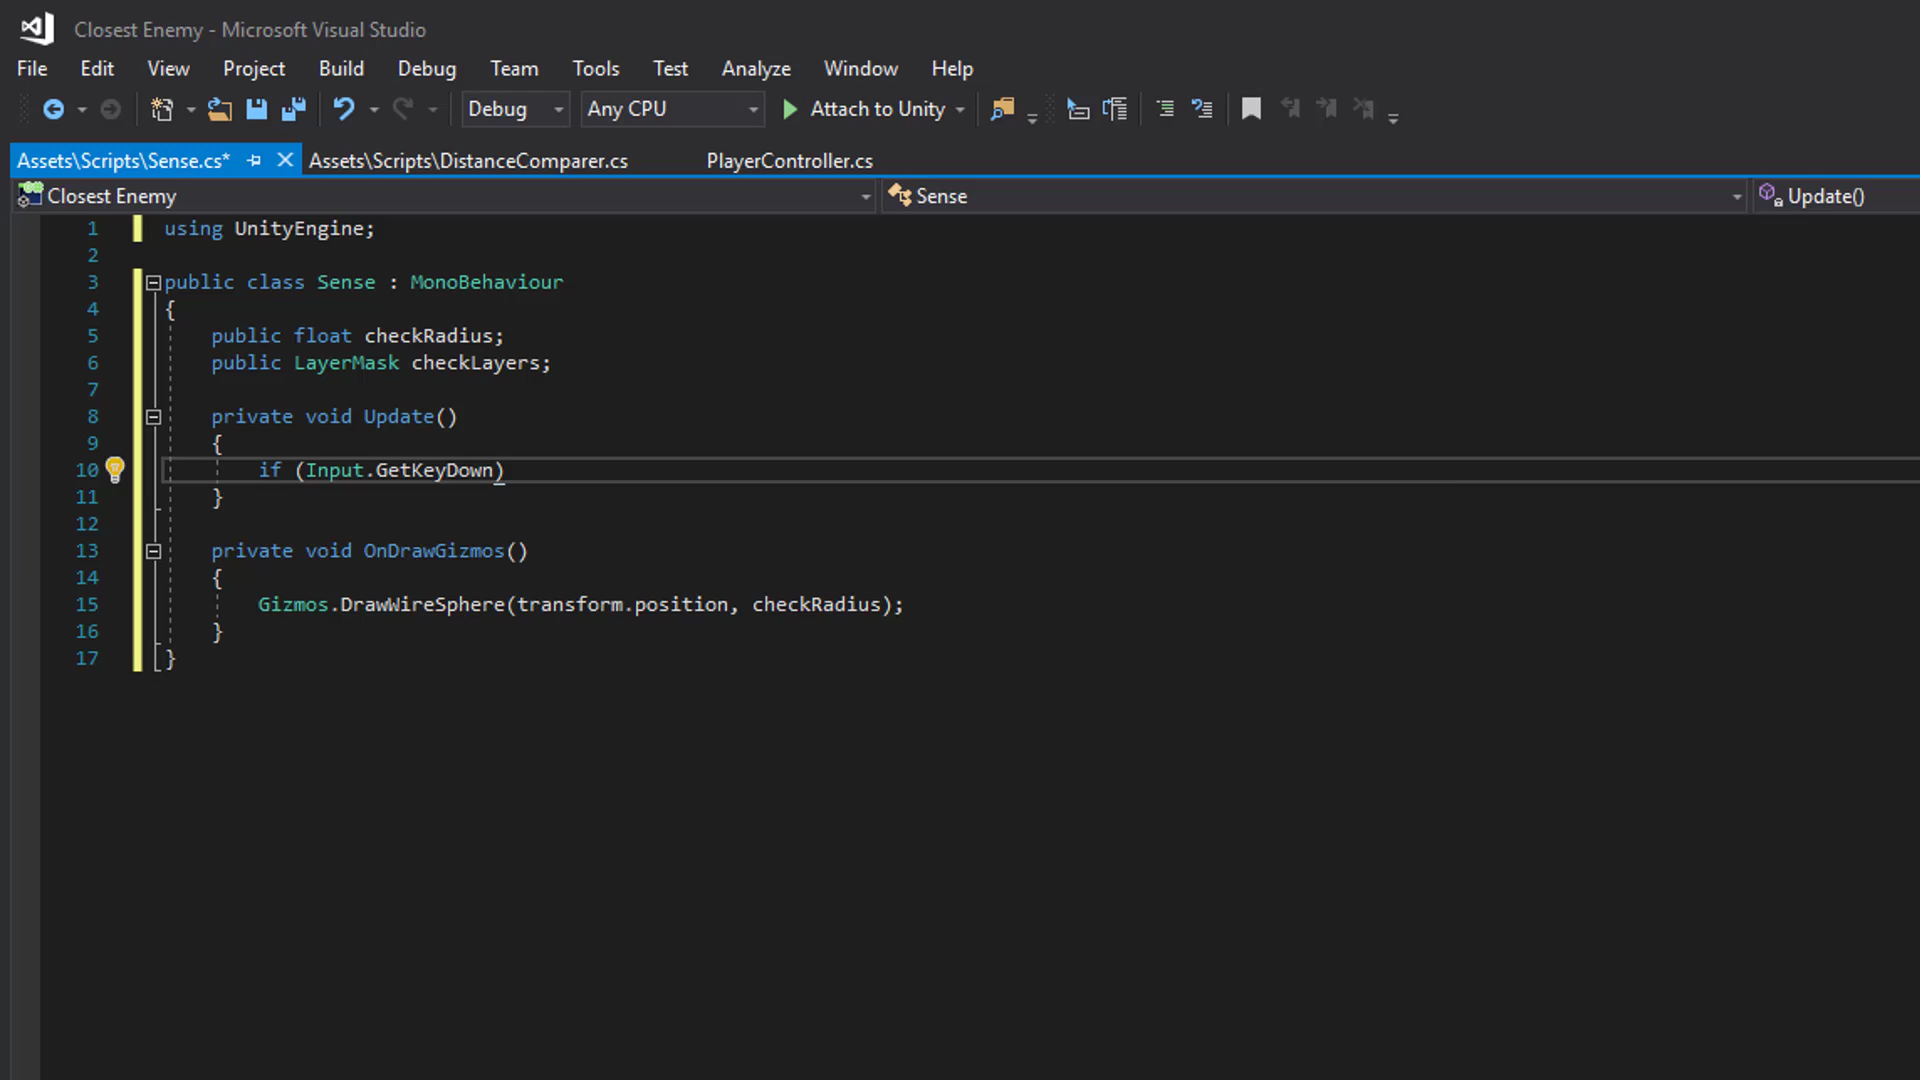 Closest Enemy - Microsoft Visual Studio
File Edit View Project Build Debug Team Tools Test Analyze Window Help
Debug Any CPU Attach to Unity
Assets\Scripts\Sense.cs* Assets\Scripts\DistanceComparer.cs PlayerController.cs
Closest Enemy Sense Update()
1 using UnityEngine;
2
3 public class Sense : MonoBehaviour
4 {
5 public float checkRadius;
6 public LayerMask checkLayers;
7
8 private void Update()
9 {
10 if (Input.GetKeyDown)
11 }
12
13 private void OnDrawGizmos()
14 {
15 Gizmos.DrawWireSphere(transform.position, checkRadius);
16 }
17 }